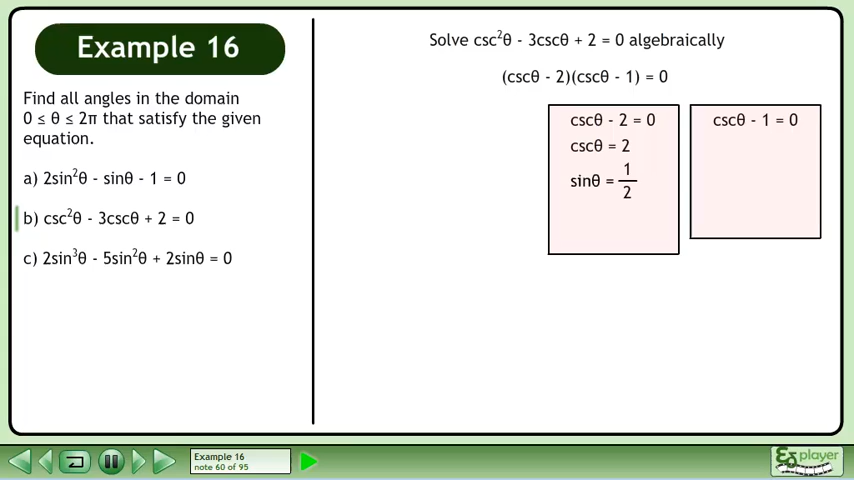 Example 16
Find all angles in the domain
0 ≤ θ ≤ 2π that satisfy the given
equation.
a) 2sin²θ - sinθ - 1 = 0
b) csc²θ - 3cscθ + 2 = 0
c) 2sin³θ - 5sin²θ + 2sinθ = 0
Solve csc²θ - 3cscθ + 2 = 0 algebraically
(cscθ - 2)(cscθ - 1) = 0
cscθ - 2 = 0
cscθ = 2
sinθ = 1/2
cscθ - 1 = 0
Example 16
note 60 of 95
player